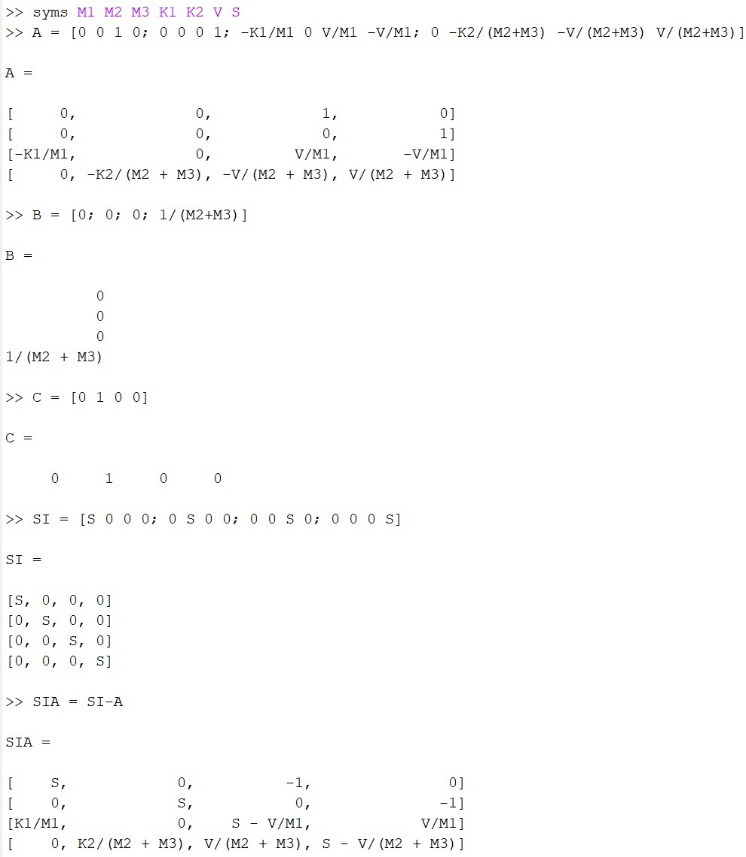 >> syms M1 M2 M3 K1 K2 V S
>> A = [0 0 1 0; 0 0 0 1; -K1/M1 0 V/M1 -V/M1; 0 -K2/(M2+M3) -V/(M2+M3) V/(M2+M3)]
A =
[ 0, 0, 1, 0]
[ 0, 0, 0, 1]
[-K1/M1, 0, V/M1, -V/M1]
[ 0, -K2/(M2 + M3), -V/(M2 + M3), V/(M2 + M3)]
>> B = [0; 0; 0; 1/(M2+M3)]
B =
0
0
0
1/(M2 + M3)
>> C = [0 1 0 0]
C =
0 1 0 0
>> SI = [S 0 0 0; 0 S 0 0; 0 0 S 0; 0 0 0 S]
SI =
[S, 0, 0, 0]
[0, S, 0, 0]
[0, 0, S, 0]
[0, 0, 0, S]
>> SIA = SI-A
SIA =
[ S, 0, -1, 0]
[ 0, S, 0, -1]
[K1/M1, 0, S - V/M1, V/M1]
[ 0, K2/(M2 + M3), V/(M2 + M3), S - V/(M2 + M3)]